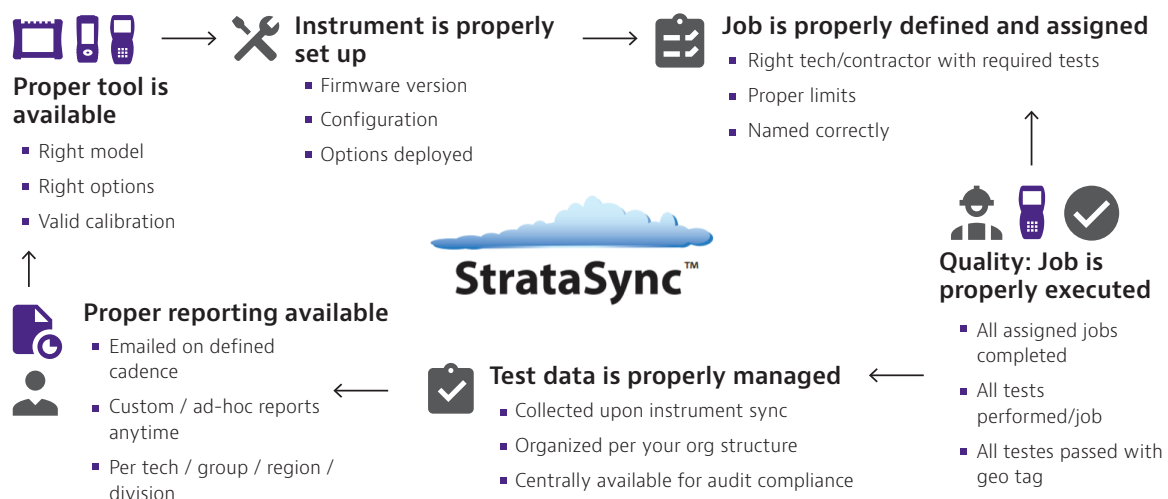 Proper tool is
available
Right model
Right options
Valid calibration
Instrument is properly
set up
Firmware version
Configuration
Options deployed
Job is properly defined and assigned
Right tech/contractor with required tests
Proper limits
Named correctly
StrataSync™
Quality: Job is
properly executed
All assigned jobs
completed
All tests
performed/job
All testes passed with
geo tag
Test data is properly managed
Collected upon instrument sync
Organized per your org structure
Centrally available for audit compliance
Proper reporting available
Emailed on defined
cadence
Custom / ad-hoc reports
anytime
Per tech / group / region /
division